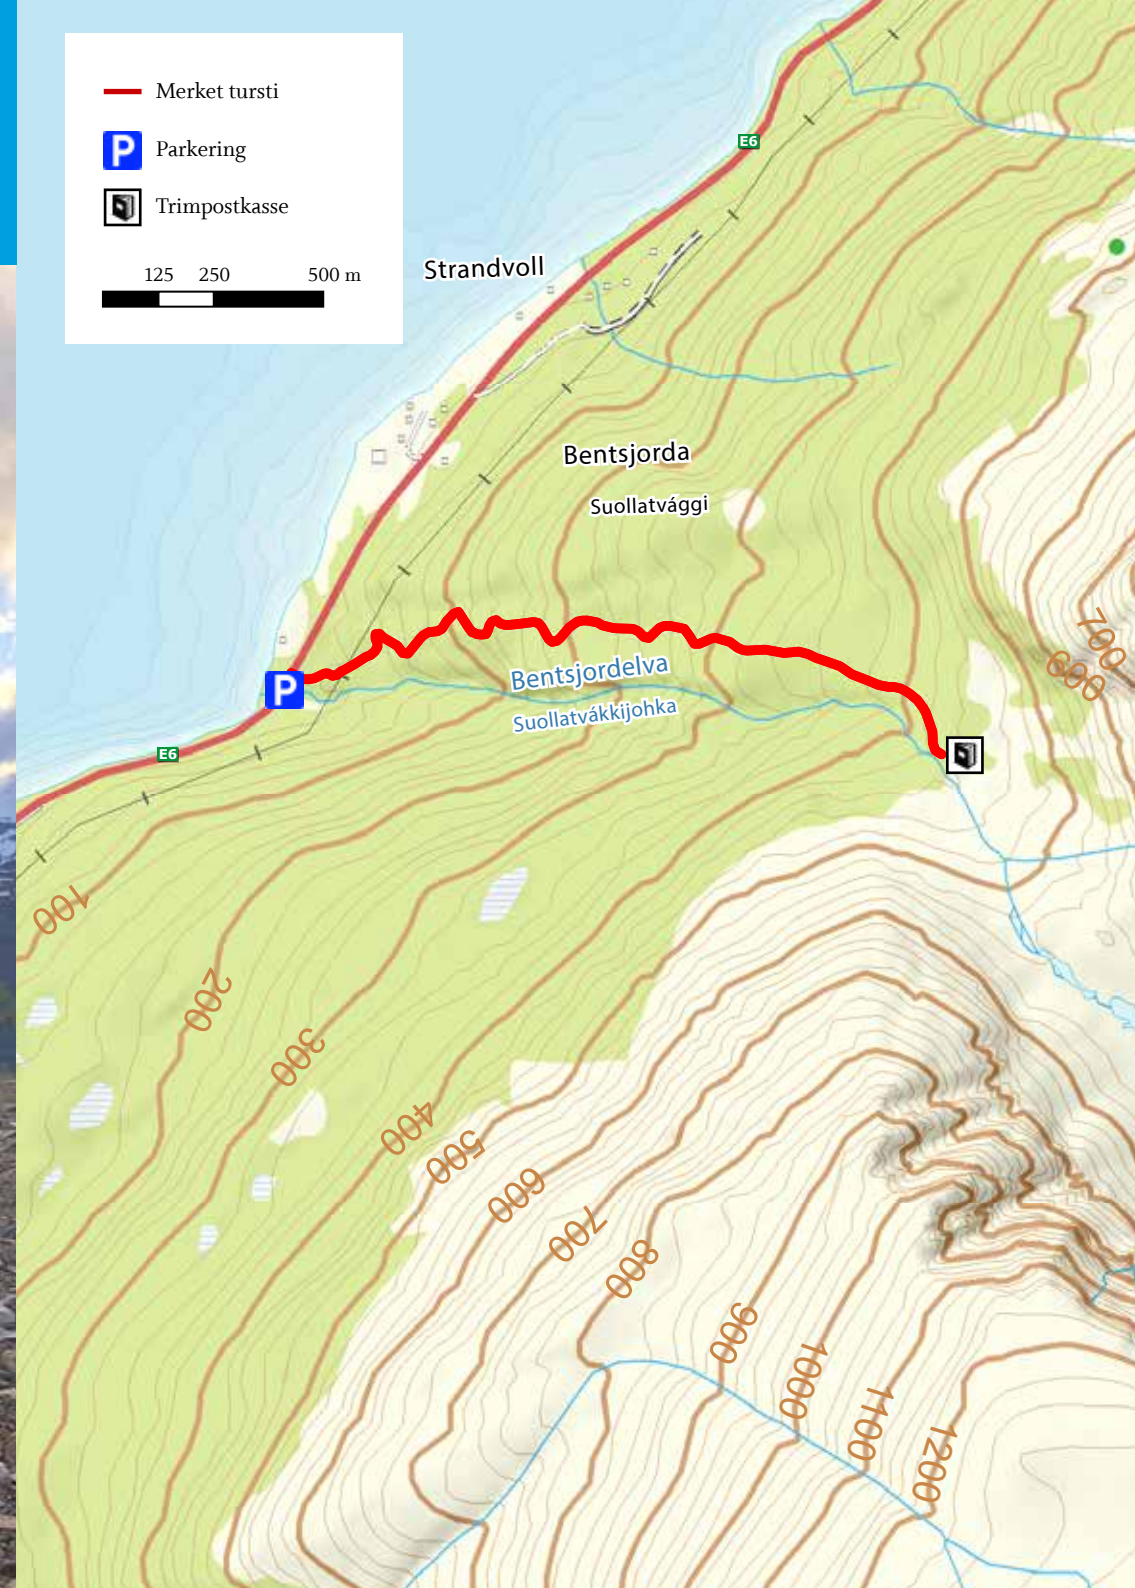 Merket tursti
P Parkering
Trimpostkasse
125 250 500 m
E6
Strandvoll
Bentsjorda
Suollatvággi
700
600
Bentsjordelva
P
Suollatvákkijohka
E6
100
200
300
400
500
600
700
800
900
1000
1100
1200